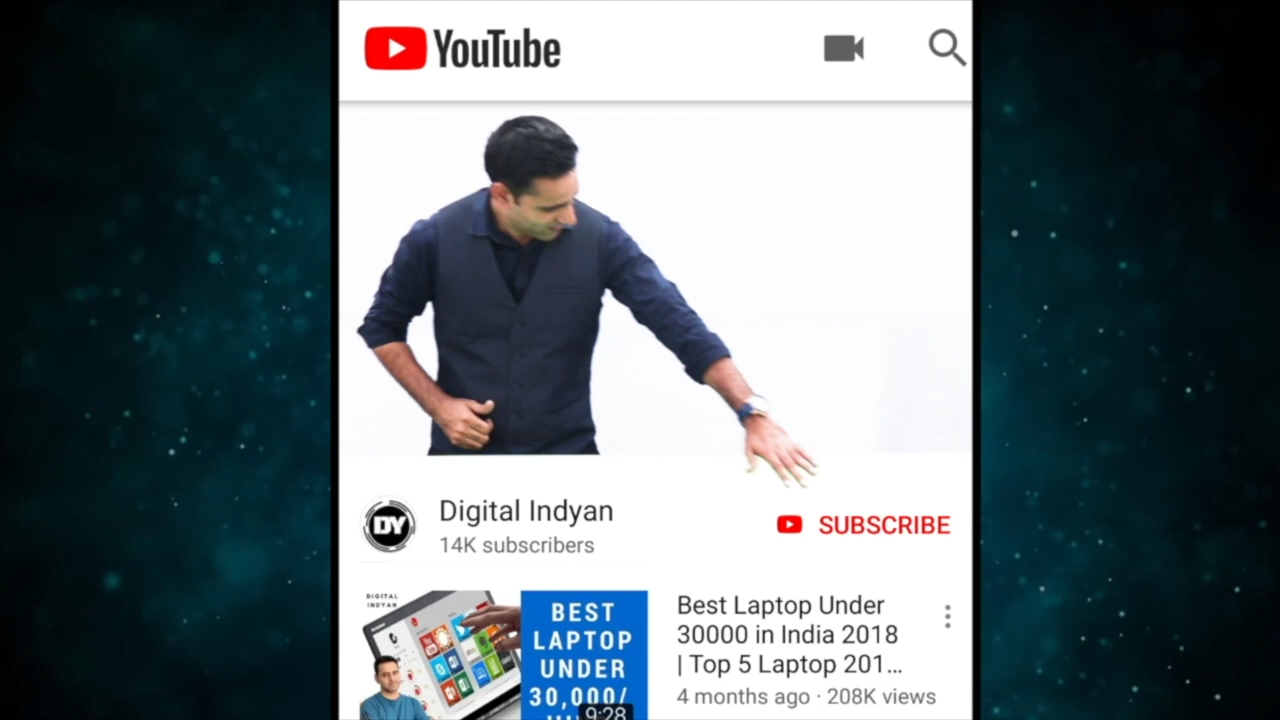 YouTube
DY
Digital Indyan
14K subscribers
SUBSCRIBE
DIGITAL
INDYAN
BEST
LAPTOP
UNDER
30,000/
9:28
Best Laptop Under
30000 in India 2018
| Top 5 Laptop 201...
4 months ago · 208K views